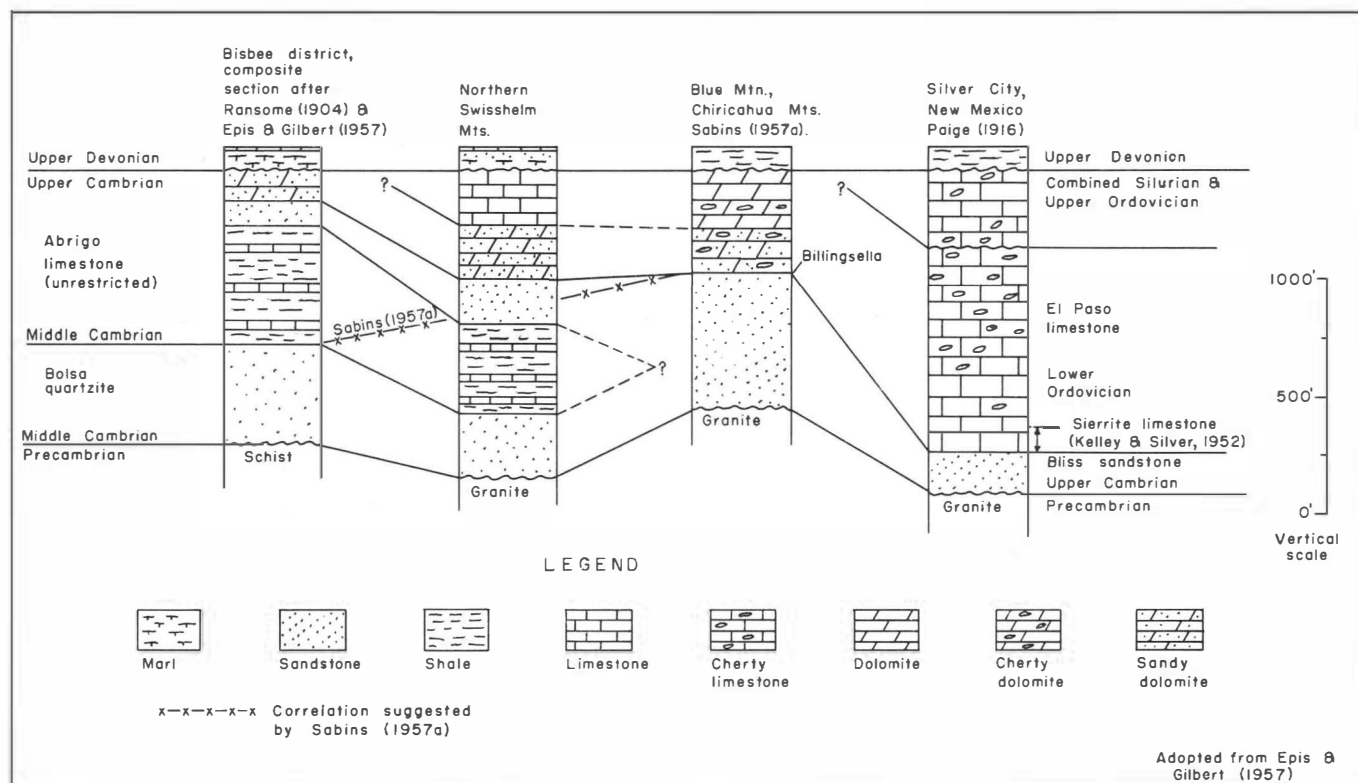 Bisbee district,
composite
section after
Ransome (1904) &
Epis & Gilbert (1957)
Northern
Swisshelm
Mts.
Blue Mtn.,
Chiricahua Mts.
Sabins (1957a).
Silver City,
New Mexico
Paige (1916)
Upper Devonian
Upper Cambrian
Abrigo
limestone
(unrestricted)
Middle Cambrian
Bolsa
quartzite
Middle Cambrian
Precambrian
Schist
Sabins (1957a)
?
?
Granite
Granite
Billingsella
?
Granite
Upper Devonion
Combined Silurian &
Upper Ordovician
El Paso
limestone
Lower
Ordovician
Sierrite limestone
(Kelley & Silver, 1952)
Bliss sandstone
Upper Cambrian
Precambrian
1000'
500'
0'
Vertical
scale
LEGEND
Marl
Sandstone
Shale
Limestone
Cherty
limestone
Dolomite
Cherty
dolomite
Sandy
dolomite
x-x-x-x-x Correlation suggested
by Sabins (1957a)
Adopted from Epis &
Gilbert (1957)